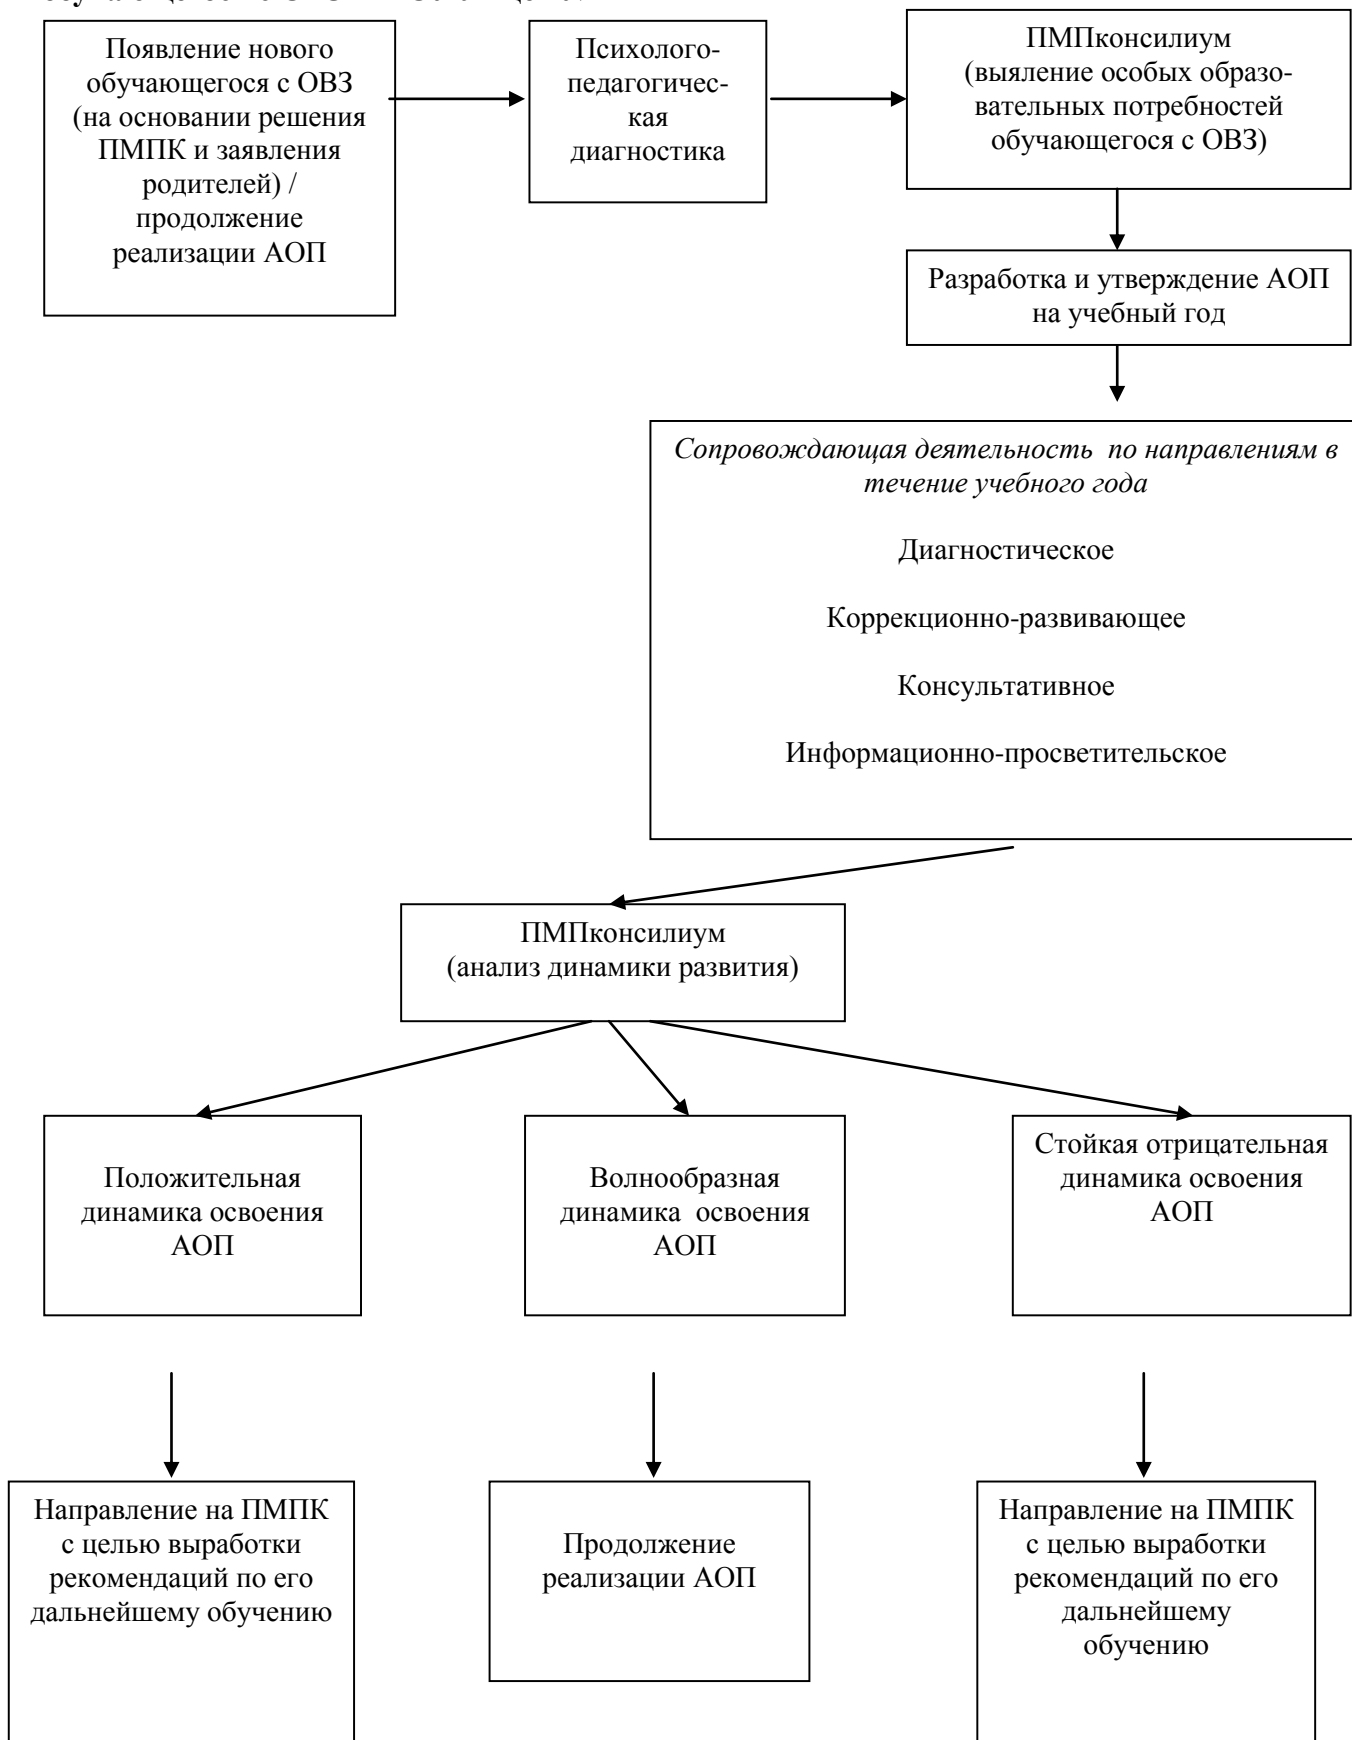 Появление нового
обучающегося с ОВЗ
(на основании решения
ПМПК и заявления
родителей) /
продолжение
реализации АОП
Психолого-
педагогичес-
кая
диагностика
ПМПконсилиум
(выяление особых образо-
вательных потребностей
обучающегося с ОВЗ)
Разработка и утверждение АОП
на учебный год
Сопровождающая деятельность по направлениям в
течение учебного года
Диагностическое
Коррекционно-развивающее
Консультативное
Информационно-просветительское
ПМПконсилиум
(анализ динамики развития)
Положительная
динамика освоения
АОП
Волнообразная
динамика освоения
АОП
Стойкая отрицательная
динамика освоения
АОП
Направление на ПМПК
с целью выработки
рекомендаций по его
дальнейшему обучению
Продолжение
реализации АОП
Направление на ПМПК
с целью выработки
рекомендаций по его
дальнейшему
обучению